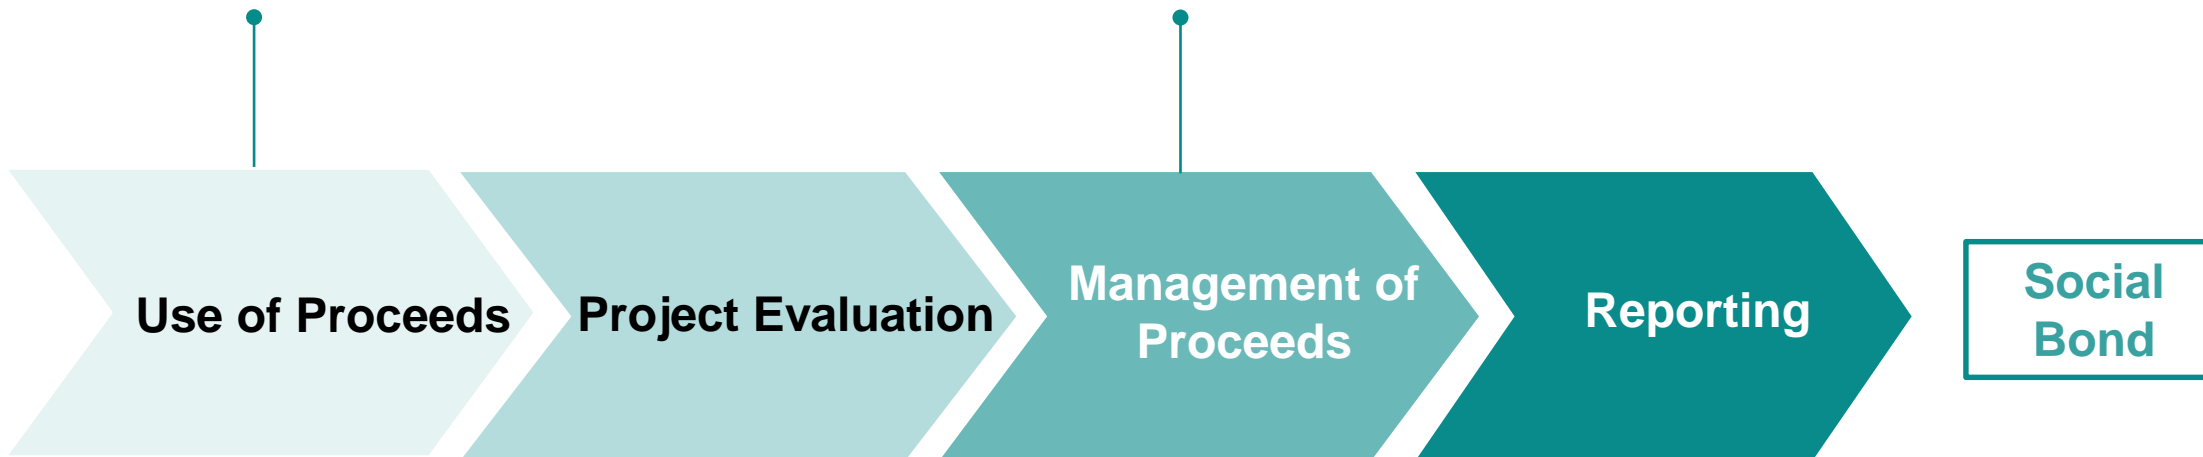 Use of Proceeds
Project Evaluation
Management of
Proceeds
Reporting
Social
Bond